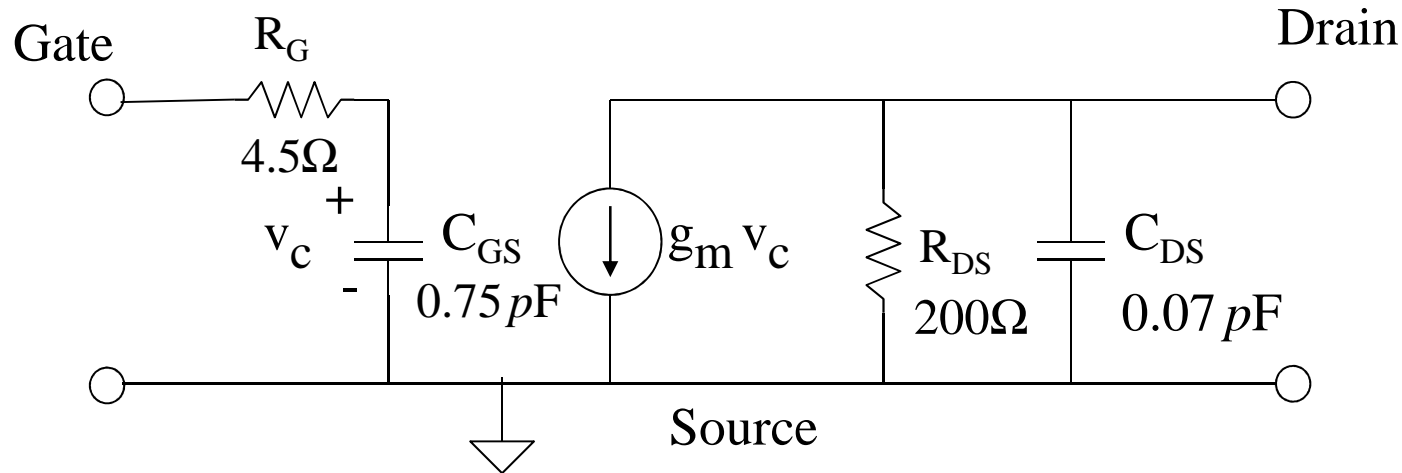 Gate
R_G
Drain
4.5Ω
+
v_c
-
C_GS
0.75 pF
g_m v_c
R_DS
200Ω
C_DS
0.07 pF
Source